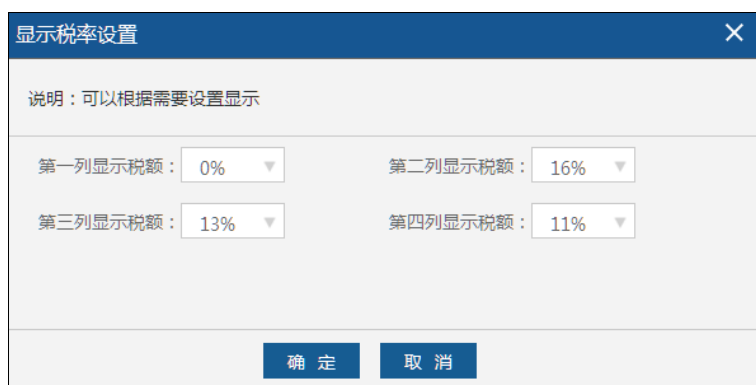 显示税率设置
说明：可以根据需要设置显示
第一列显示税额： 0% 第二列显示税额： 16%
第三列显示税额： 13% 第四列显示税额： 11%
确 定 取 消